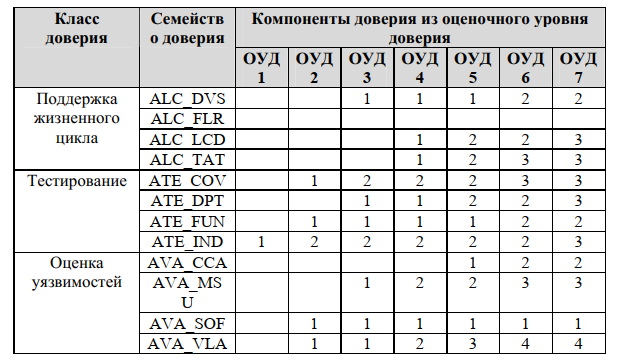 Класс доверия Семейств о доверия Компоненты доверия из оценочного уровня доверия
ОУД 1 ОУД 2 ОУД 3 ОУД 4 ОУД 5 ОУД 6 ОУД 7
Поддержка жизненного цикла ALC_DVS 1 1 1 2 2
ALC_FLR
ALC_LCD 1 2 2 3
ALC_TAT 1 2 3 3
Тестирование ATE_COV 1 2 2 2 3 3
ATE_DPT 1 1 2 2 3
ATE_FUN 1 1 1 1 2 2
ATE_IND 1 2 2 2 2 2 3
Оценка уязвимостей AVA_CCA 1 2 2
AVA_MS U 1 2 2 3 3
AVA_SOF 1 1 1 1 1 1
AVA_VLA 1 1 2 3 4 4